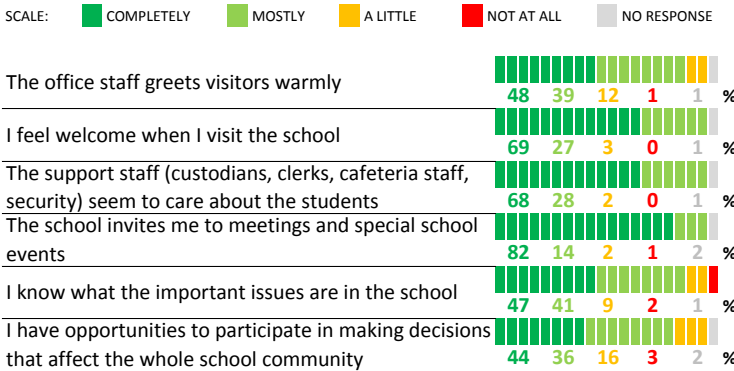 SCALE: COMPLETELY MOSTLY A LITTLE NOT AT ALL NO RESPONSE
The office staff greets visitors warmly
48 39 12 1 1 %
I feel welcome when I visit the school
69 27 3 0 1 %
The support staff (custodians, clerks, cafeteria staff,
security) seem to care about the students
68 28 2 0 1 %
The school invites me to meetings and special school
events
82 14 2 1 2 %
I know what the important issues are in the school
47 41 9 2 1 %
I have opportunities to participate in making decisions
that affect the whole school community
44 36 16 3 2 %